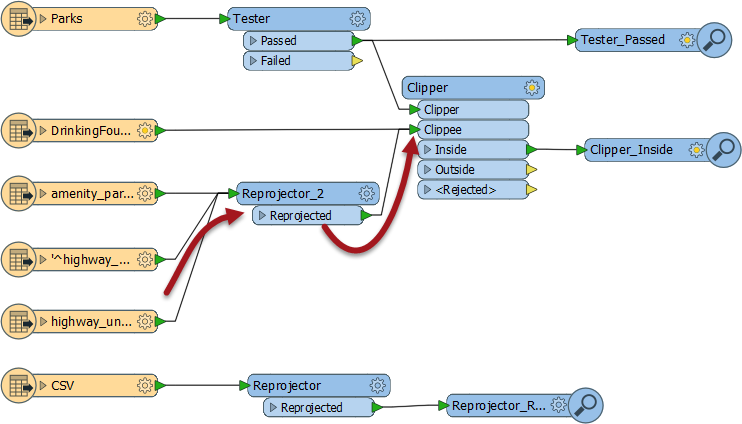 Parks
Tester
Passed
Failed
Tester_Passed
Clipper
Clipper
DrinkingFou...
Clippee
Inside
Clipper_Inside
Outside
<Rejected>
amenity_par...
Reprojector_2
Reprojected
'^highway_...
highway_un...
CSV
Reprojector
Reprojected
Reprojector_R...